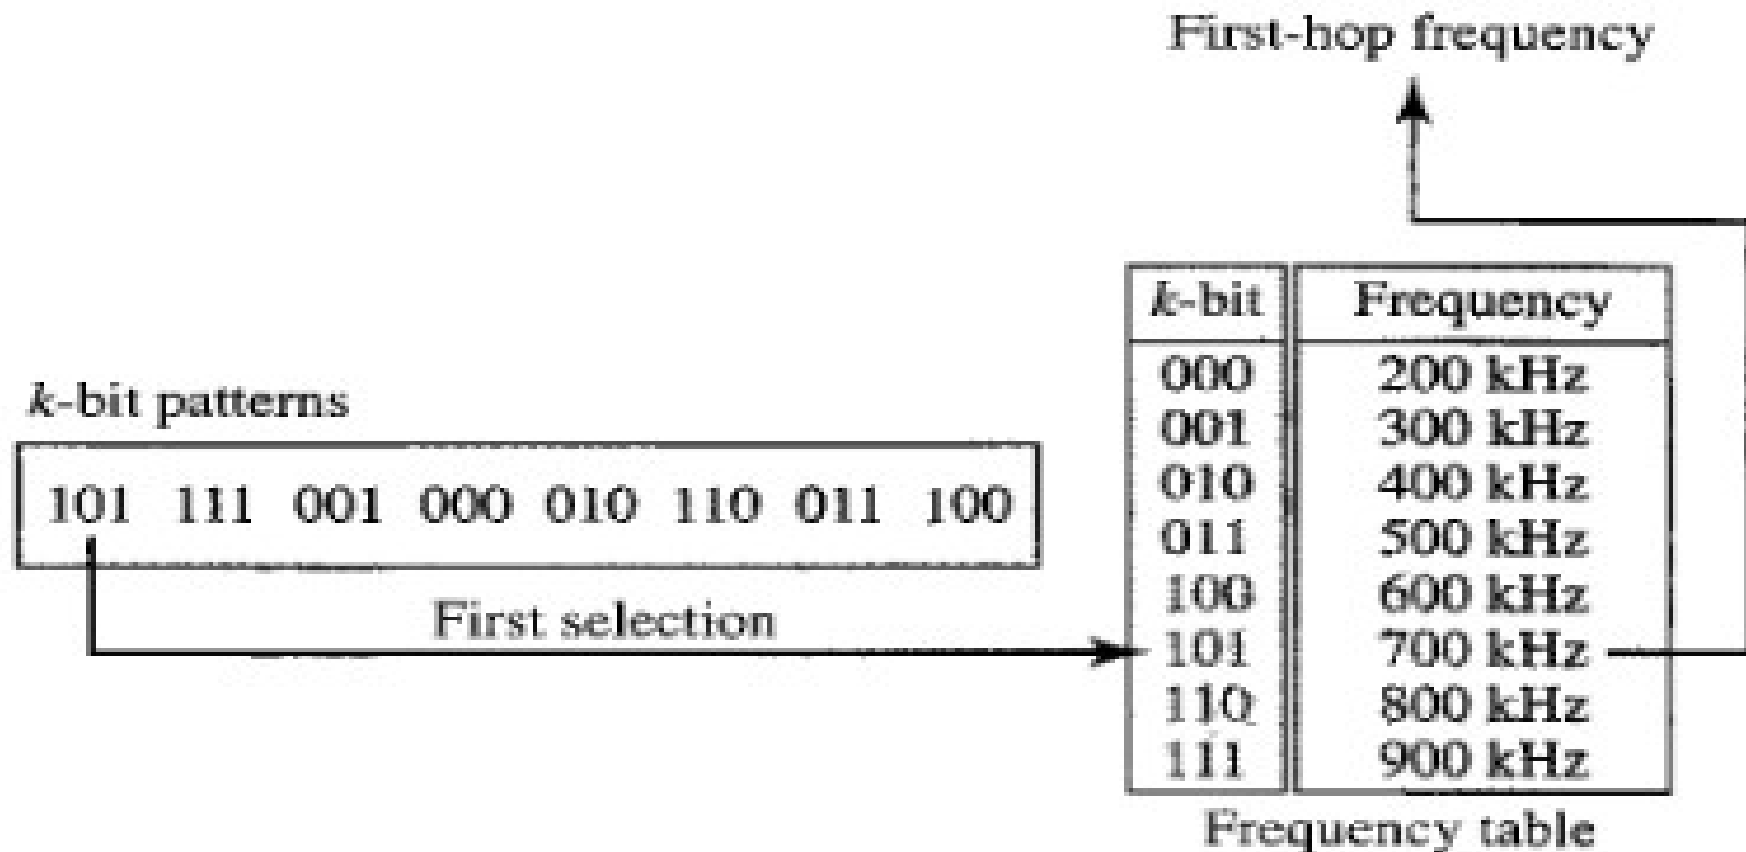 First-hop frequency
k-bit Frequency
000 200 kHz
001 300 kHz
010 400 kHz
011 500 kHz
100 600 kHz
101 700 kHz
110 800 kHz
111 900 kHz
Frequency table
k-bit patterns
101 111 001 000 010 110 011 100
First selection